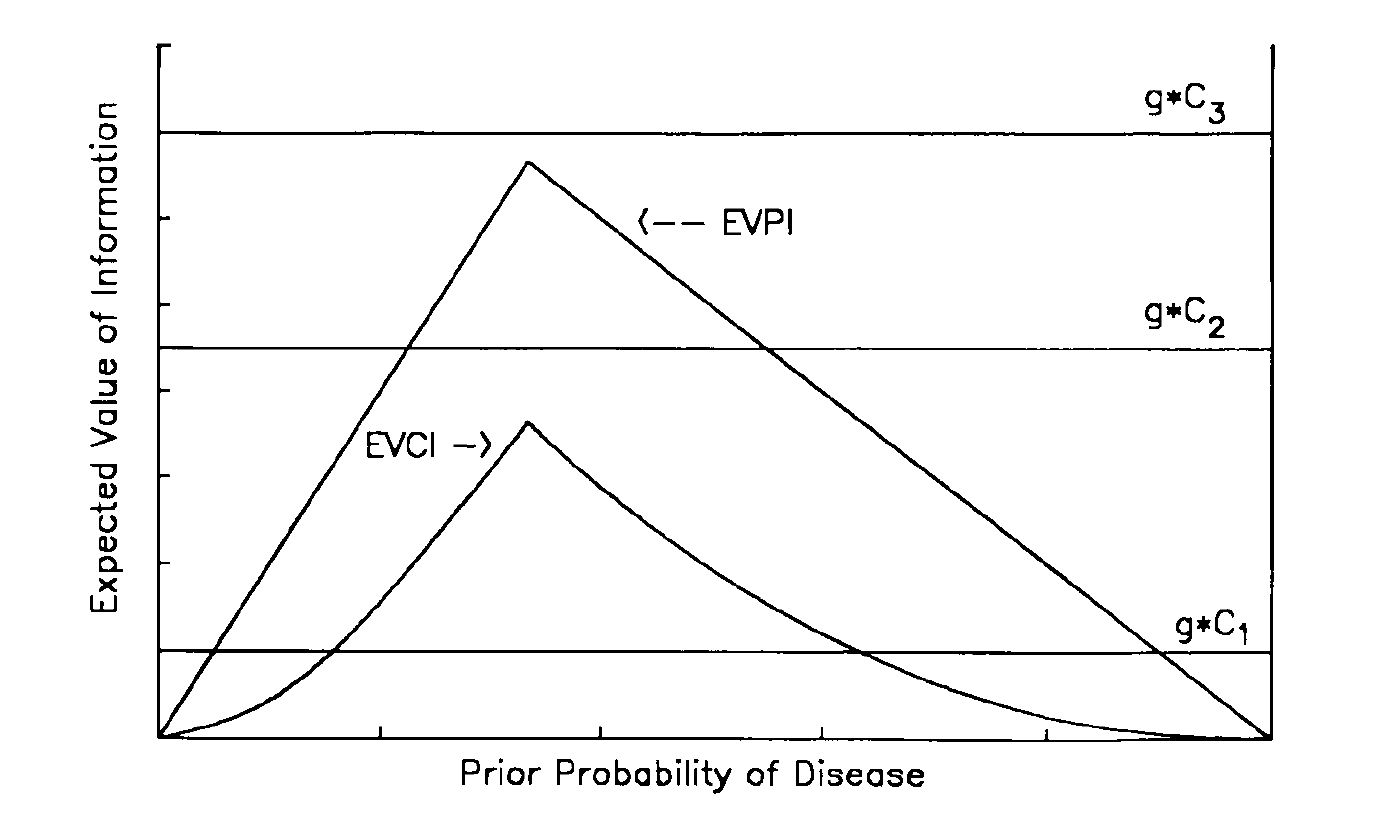 g*C3
<-- EVPI
g*C2
EVCI ->
g*C1
Expected Value of Information
Prior Probability of Disease